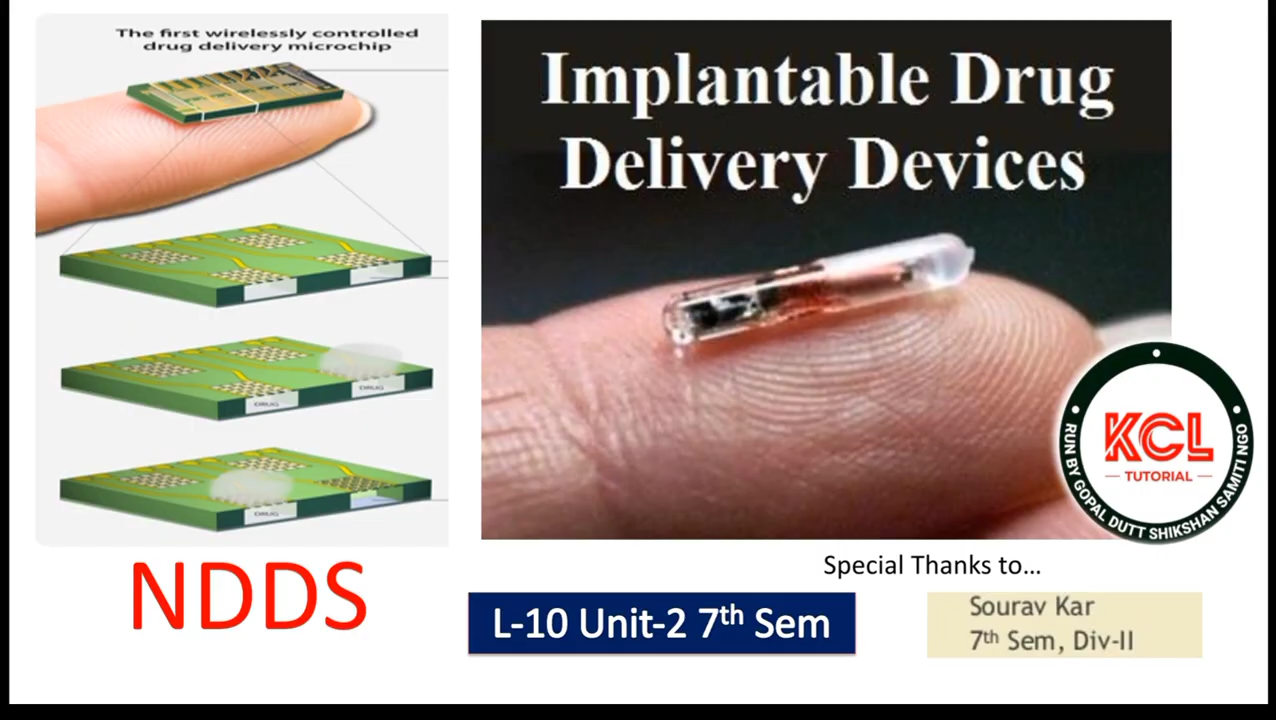 The first wirelessly controlled
drug delivery microchip
DRUG
DRUG
DRUG
NDDS
Implantable Drug
Delivery Devices
KCL
TUTORIAL
RUN BY GOPAL DUTT SHIKSHAN SAMITI NGO
Special Thanks to...
L-10 Unit-2 7th Sem
Sourav Kar
7th Sem, Div-II